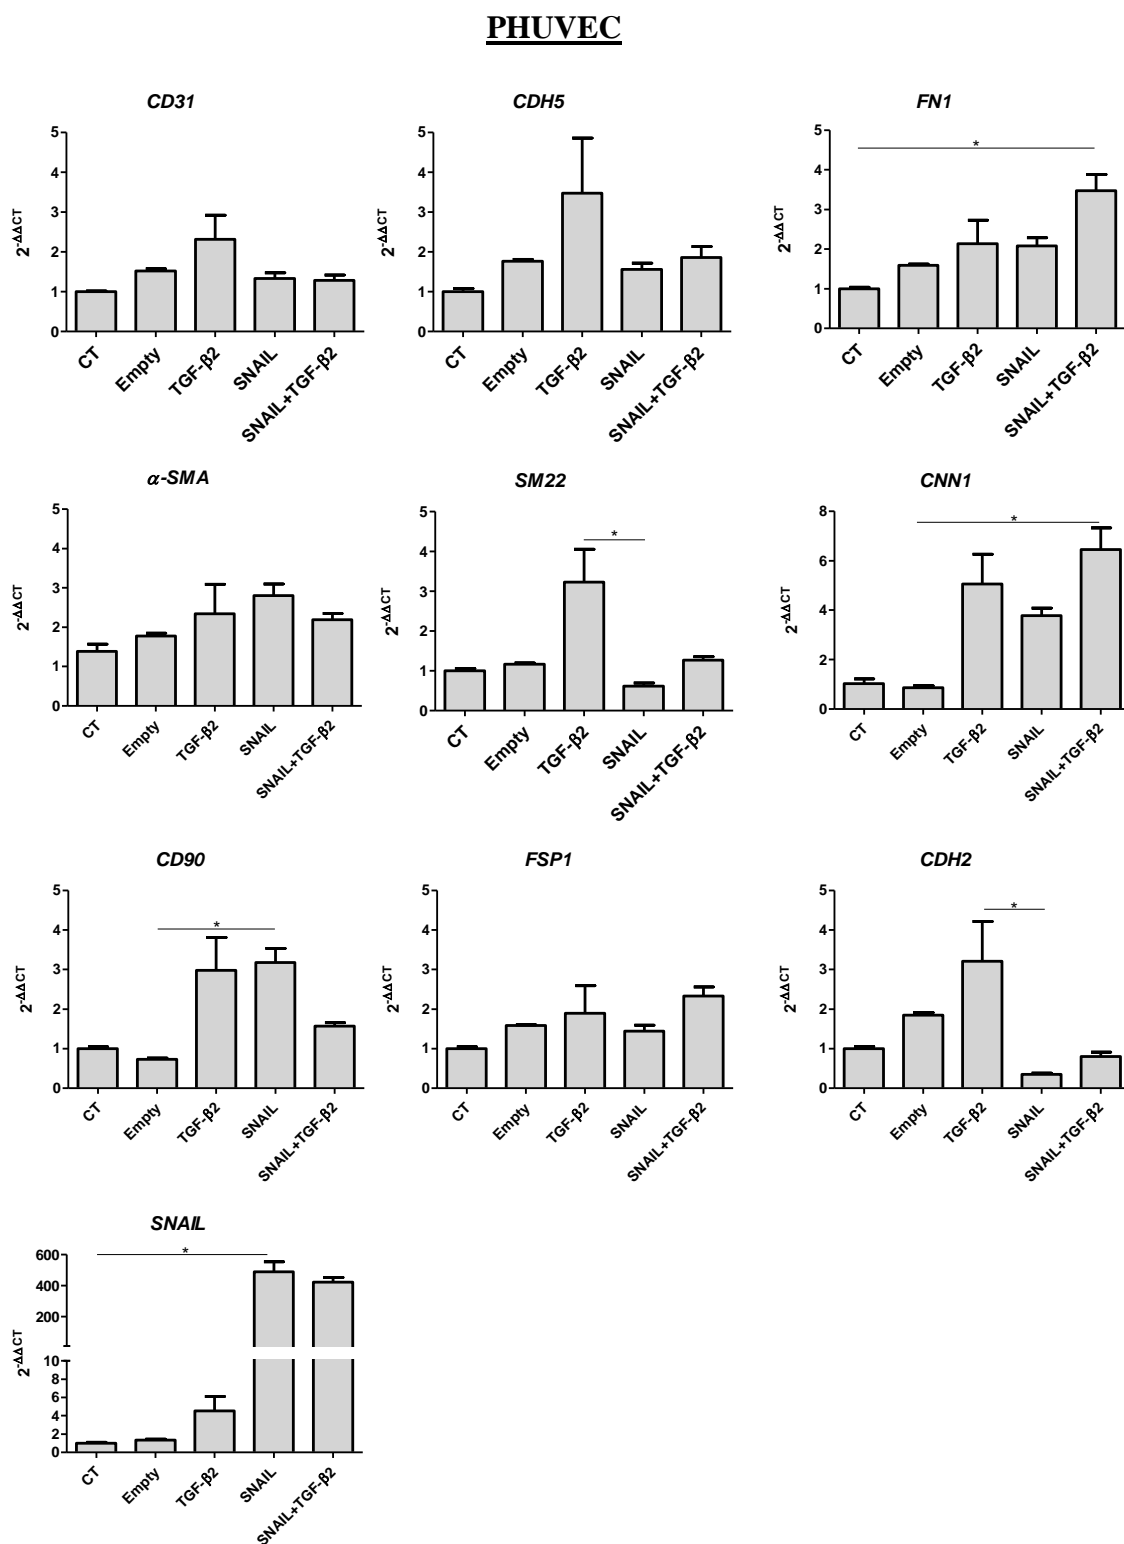 PHUVEC
CD31
5
4
3
2
1
0
2-ΔΔCT
CT
Empty
TGF-β2
SNAIL
SNAIL+TGF-β2
CDH5
5
4
3
2
1
0
2-ΔΔCT
CT
Empty
TGF-β2
SNAIL
SNAIL+TGF-β2
FN1
5
4
3
2
1
0
2-ΔΔCT
*
CT
Empty
TGF-β2
SNAIL
SNAIL+TGF-β2
α-SMA
5
4
3
2
1
0
2-ΔΔCT
CT
Empty
TGF-β2
SNAIL
SNAIL+TGF-β2
SM22
5
4
3
2
1
0
2-ΔΔCT
*
CT
Empty
TGF-β2
SNAIL
SNAIL+TGF-β2
CNN1
8
6
4
2
0
2-ΔΔCT
*
CT
Empty
TGF-β2
SNAIL
SNAIL+TGF-β2
CD90
5
4
3
2
1
0
2-ΔΔCT
*
CT
Empty
TGF-β2
SNAIL
SNAIL+TGF-β2
FSP1
5
4
3
2
1
0
2-ΔΔCT
CT
Empty
TGF-β2
SNAIL
SNAIL+TGF-β2
CDH2
5
4
3
2
1
0
2-ΔΔCT
*
CT
Empty
TGF-β2
SNAIL
SNAIL+TGF-β2
SNAIL
600
400
200
10
8
6
4
2
0
2-ΔΔCT
*
CT
Empty
TGF-β2
SNAIL
SNAIL+TGF-β2